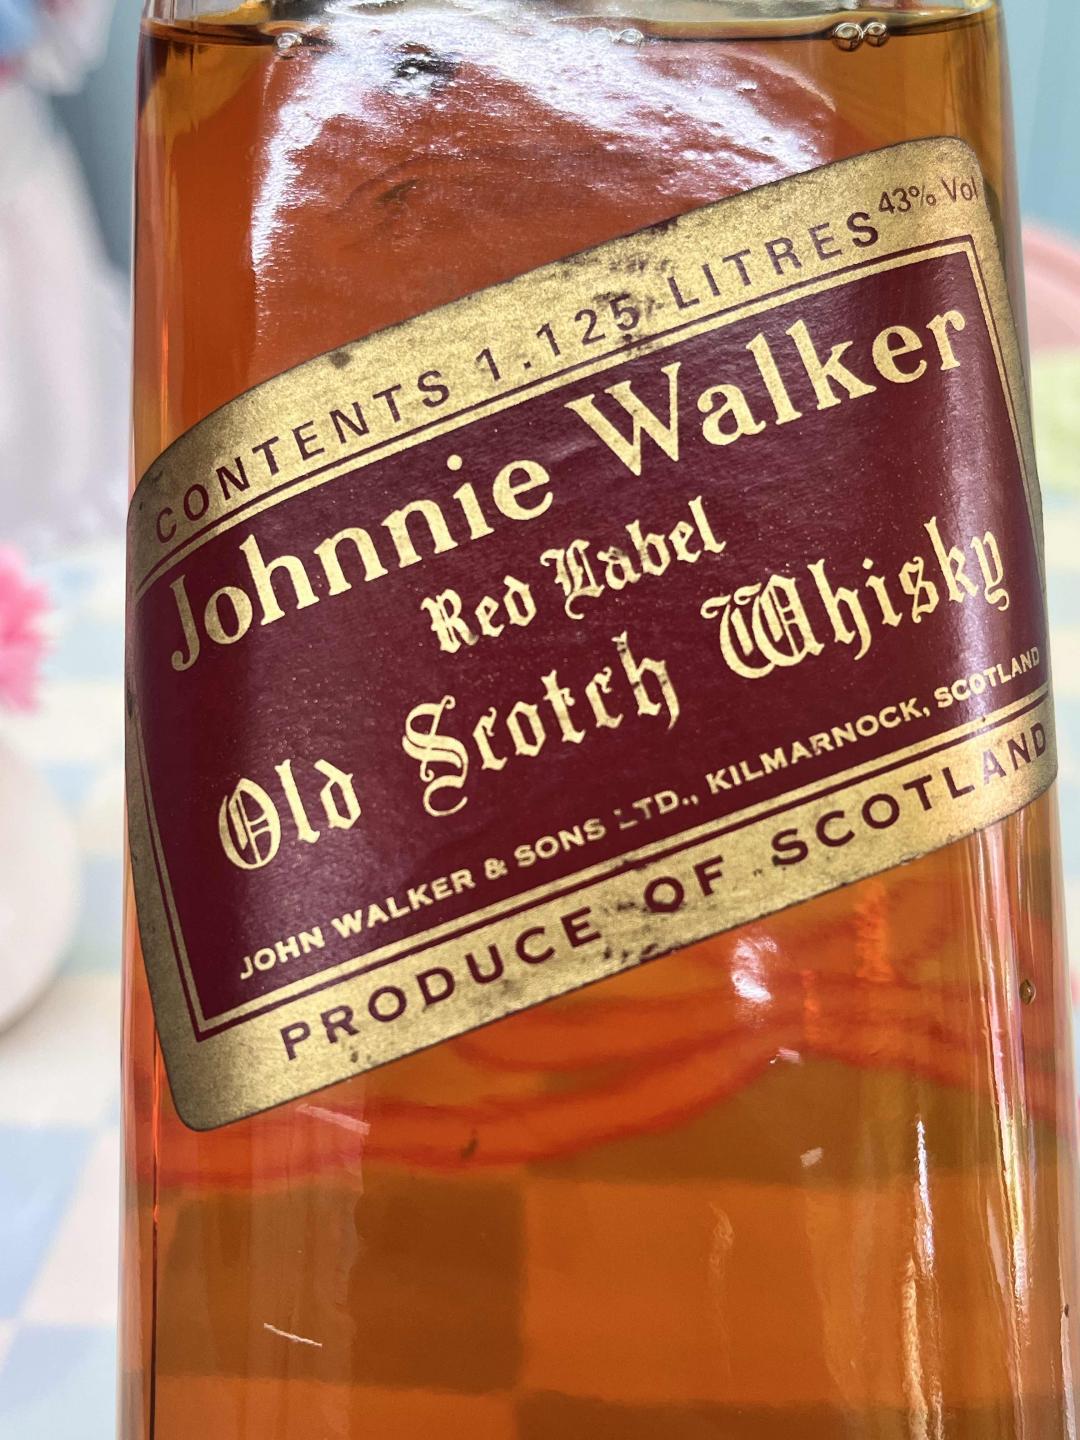 CONTENTS 1.125 LITRES 43% Vol
Johnnie Walker
Red Label
Old Scotch Whisky
JOHN WALKER & SONS LTD., KILMARNOCK, SCOTLAND
PRODUCE OF SCOTLAND